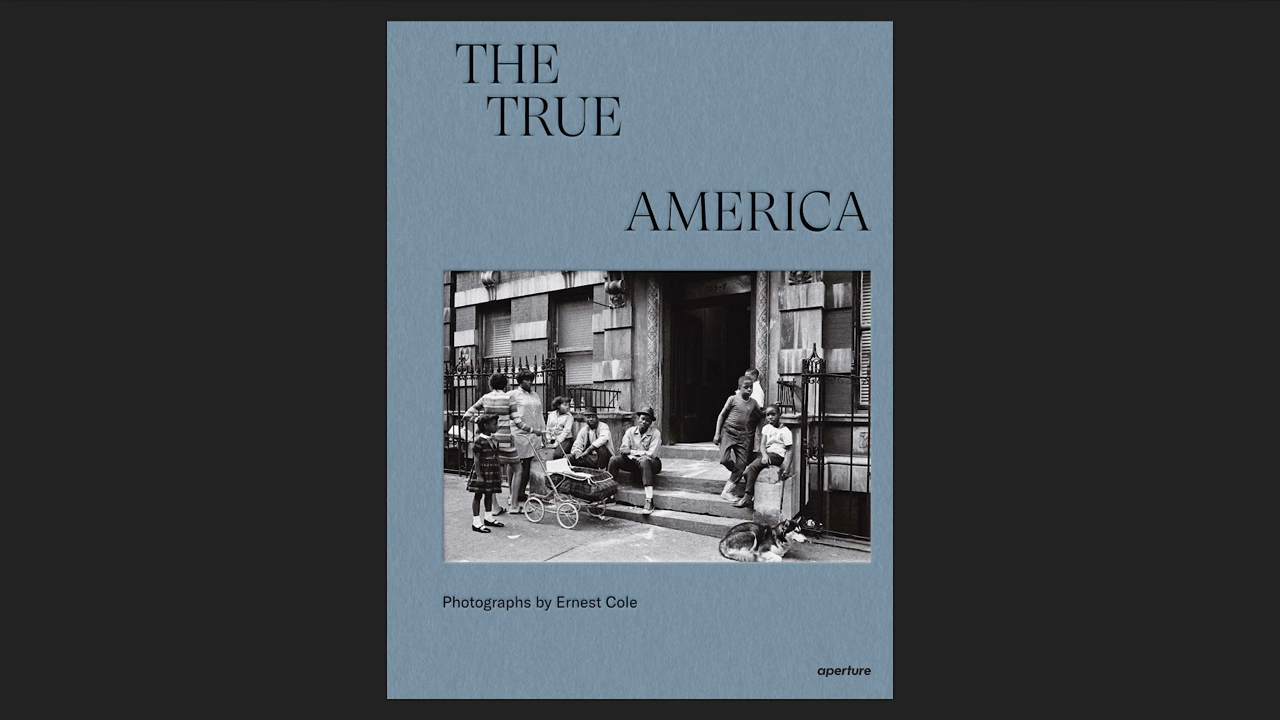 THE
TRUE
AMERICA
Photographs by Ernest Cole
aperture